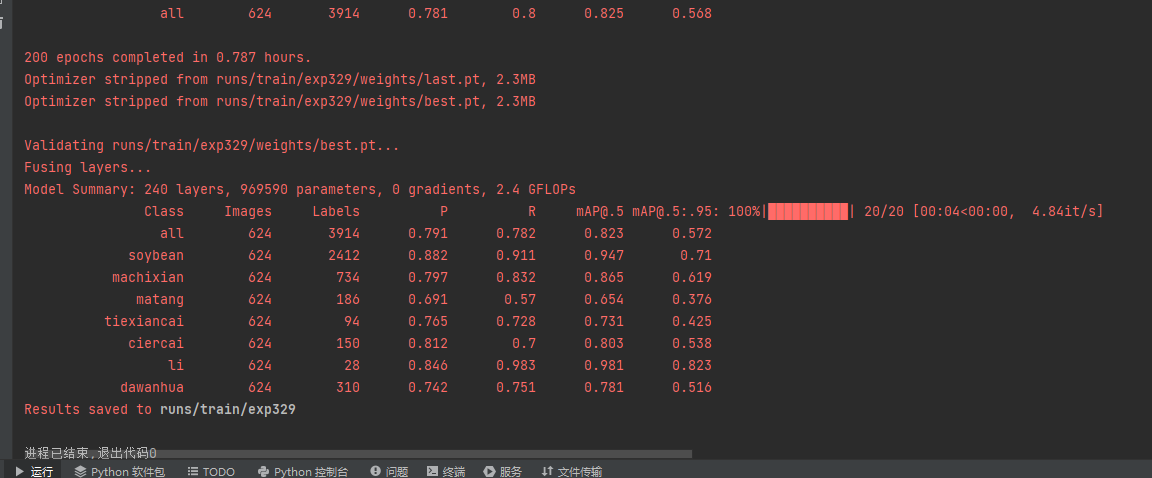 all 624 3914 0.781 0.8 0.825 0.568
200 epochs completed in 0.787 hours.
Optimizer stripped from runs/train/exp329/weights/last.pt, 2.3MB
Optimizer stripped from runs/train/exp329/weights/best.pt, 2.3MB
Validating runs/train/exp329/weights/best.pt...
Fusing layers...
Model Summary: 240 layers, 969590 parameters, 0 gradients, 2.4 GFLOPs
Class Images Labels P R mAP@.5 mAP@.5:.95: 100%|██████████| 20/20 [00:04<00:00, 4.84it/s]
all 624 3914 0.791 0.782 0.823 0.572
soybean 624 2412 0.882 0.911 0.947 0.71
machixian 624 734 0.797 0.832 0.865 0.619
matang 624 186 0.691 0.57 0.654 0.376
tiexiancai 624 94 0.765 0.728 0.731 0.425
ciercai 624 150 0.812 0.7 0.803 0.538
li 624 28 0.846 0.983 0.981 0.823
dawanhua 624 310 0.742 0.751 0.781 0.516
Results saved to runs/train/exp329
进程已结束,退出代码0
运行 Python 软件包 TODO Python 控制台 问题 终端 服务 文件传输